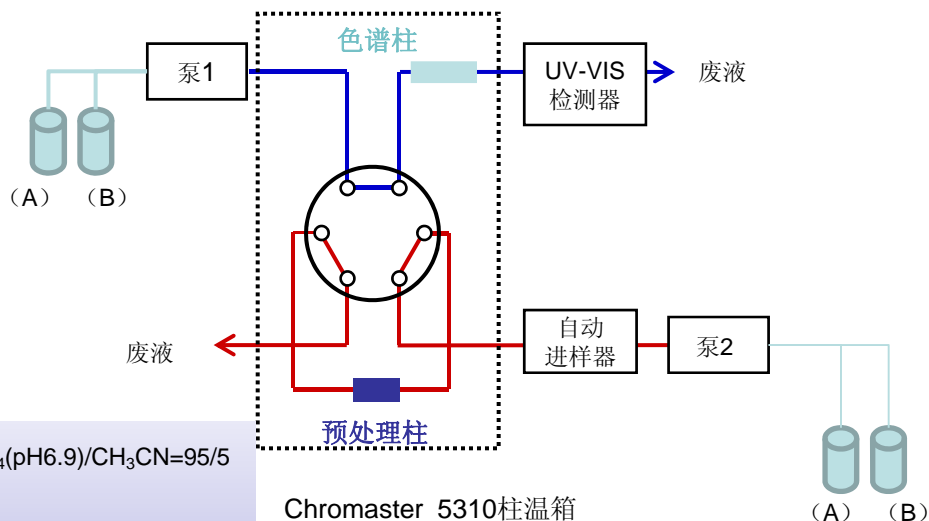 色谱柱
泵1
UV-VIS
检测器
废液
（A）
（B）
自动
进样器
泵2
废液
预处理柱
₄(pH6.9)/CH₃CN=95/5
Chromaster 5310柱温箱
（A）
（B）